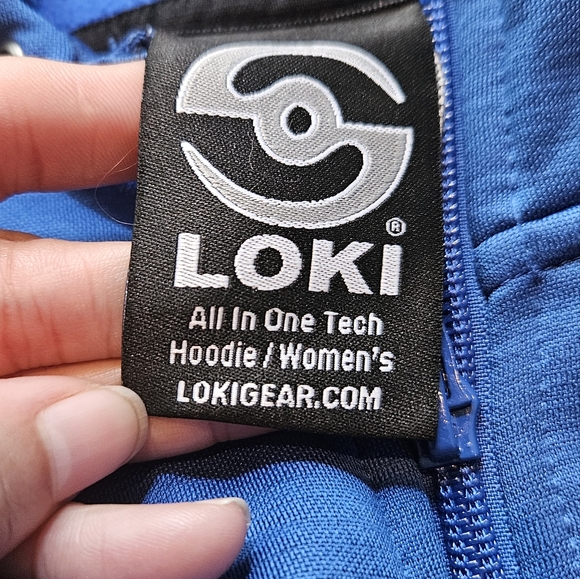 LOKI®
All In One Tech
Hoodie / Women's
LOKIGEAR.COM